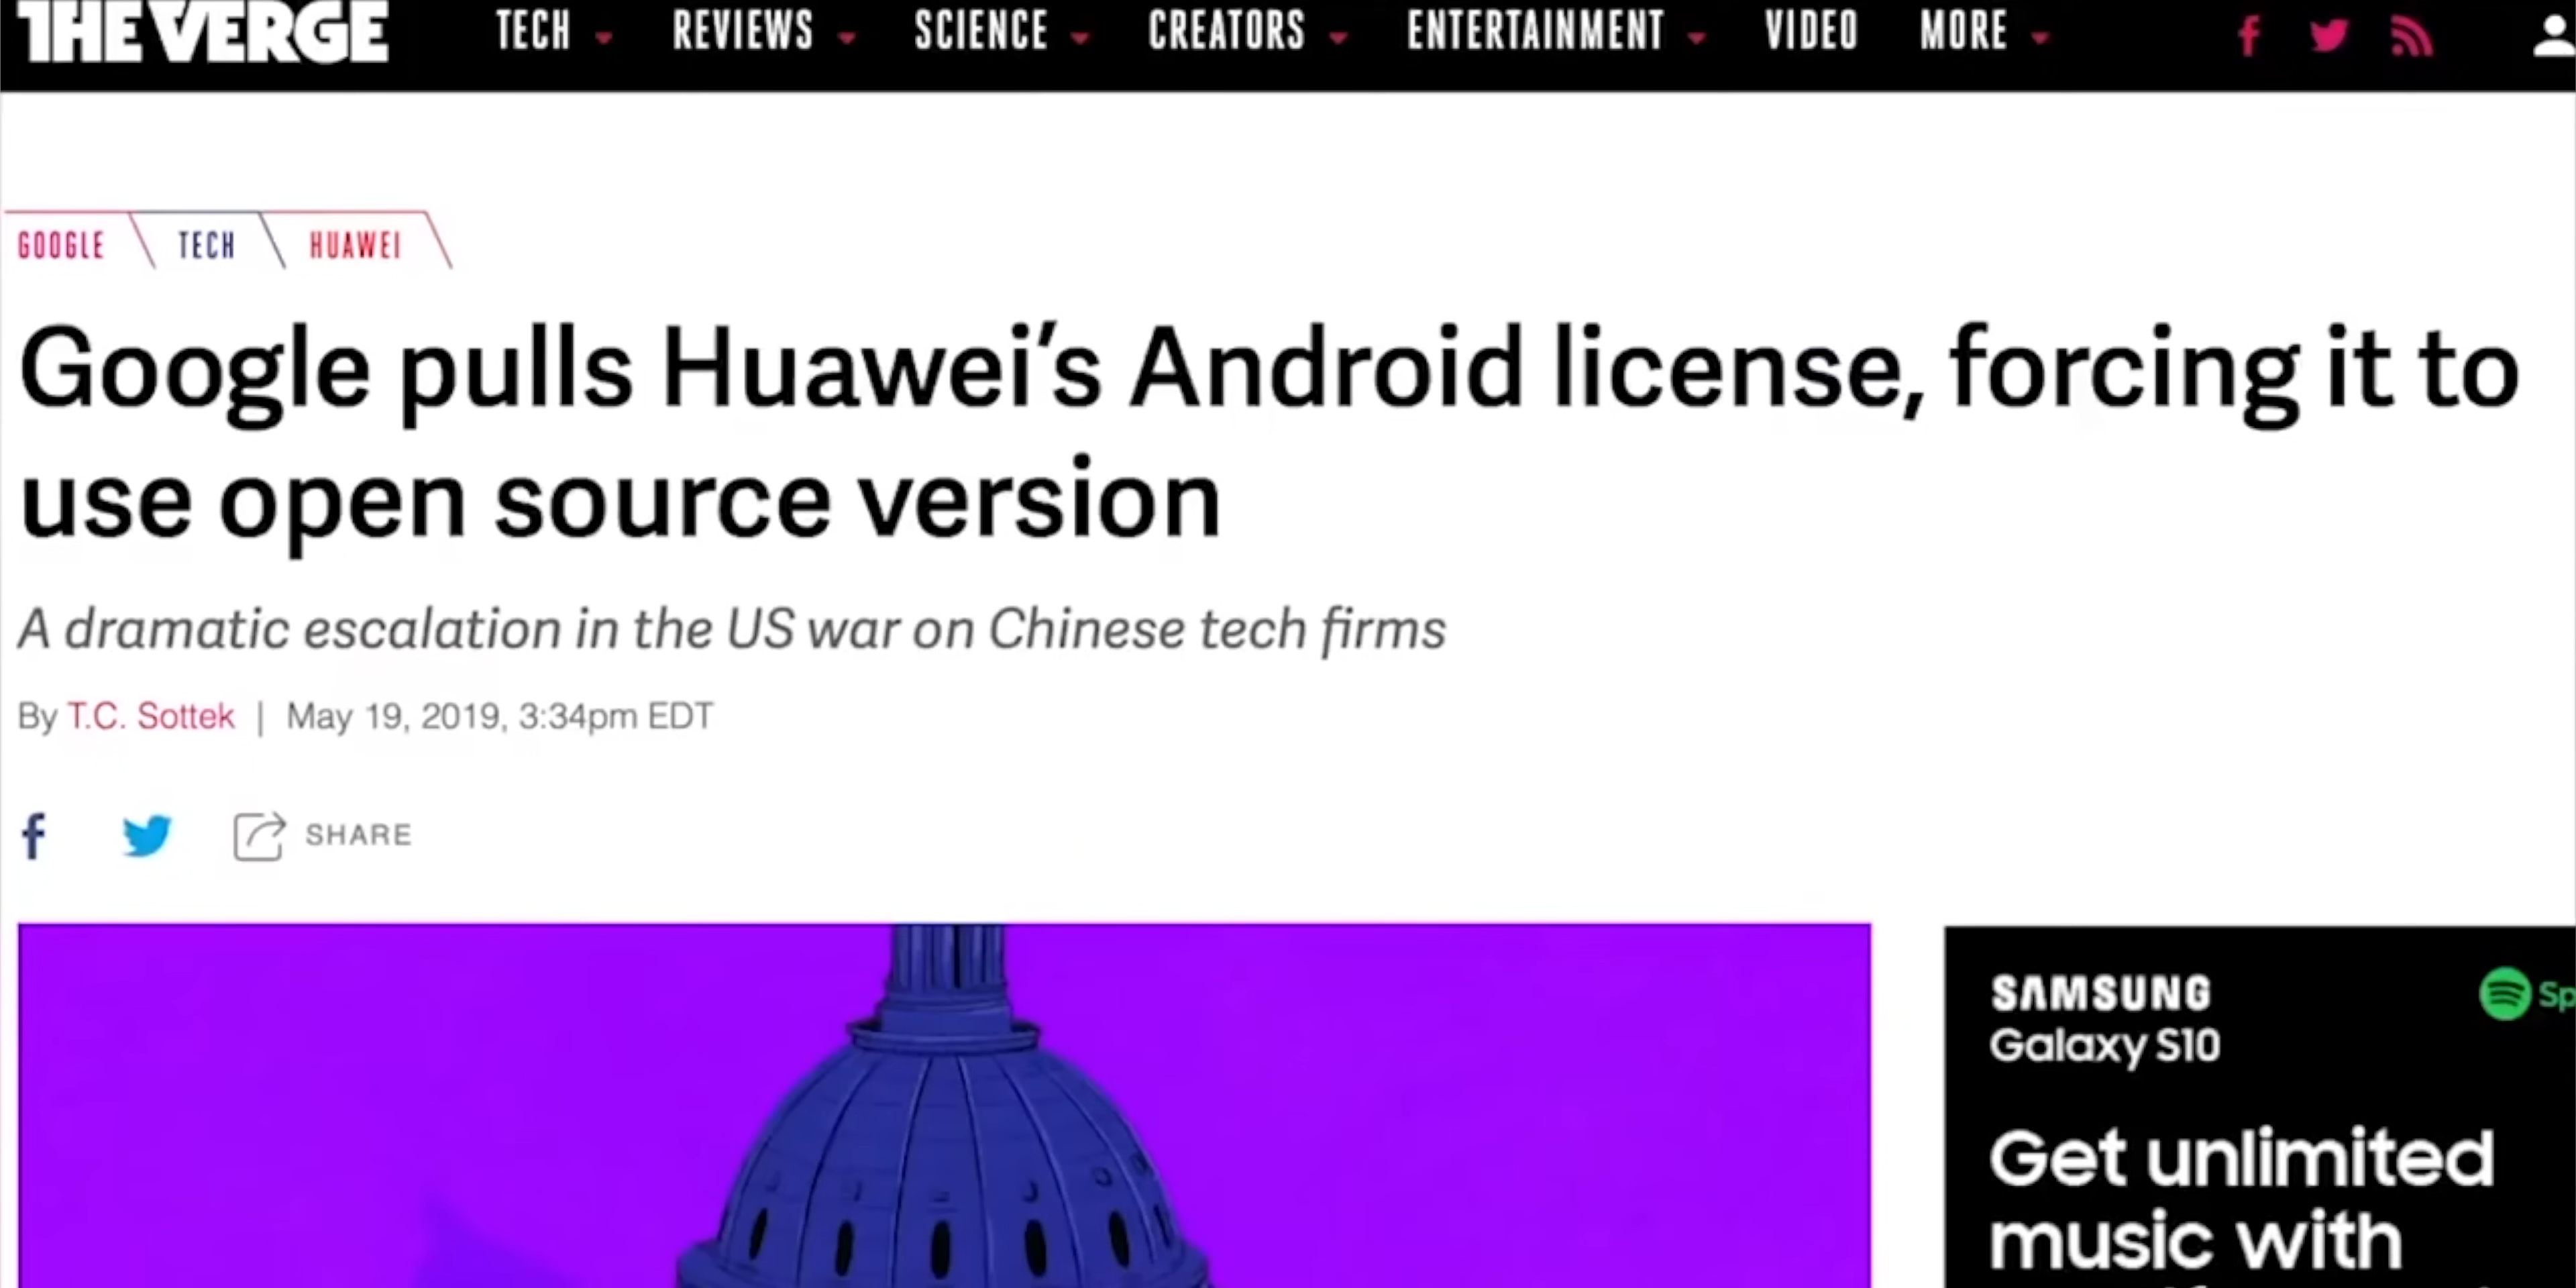 THE VERGE
TECH REVIEWS SCIENCE CREATORS ENTERTAINMENT VIDEO MORE
GOOGLE TECH HUAWEI
Google pulls Huawei’s Android license, forcing it to
use open source version
A dramatic escalation in the US war on Chinese tech firms
By T.C. Sottek | May 19, 2019, 3:34pm EDT
SHARE
SAMSUNG
Galaxy S10
Get unlimited
music with